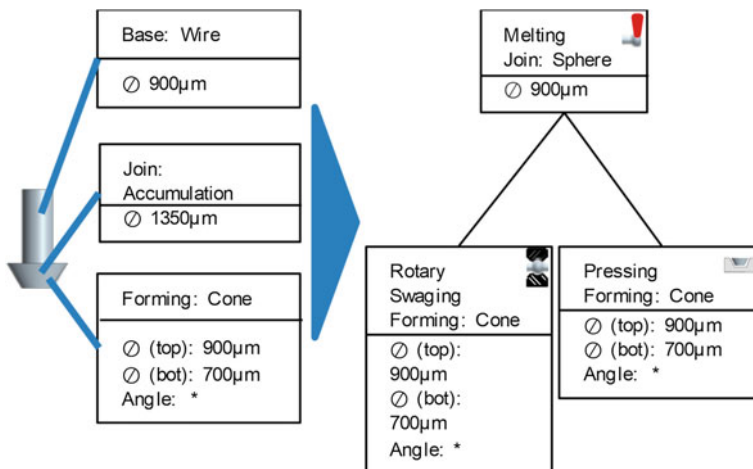 Base: Wire
∅ 900µm
Join:
Accumulation
∅ 1350µm
Forming: Cone
∅ (top): 900µm
∅ (bot): 700µm
Angle: *
Melting
Join: Sphere
∅ 900µm
Rotary
Swaging
Forming: Cone
∅ (top):
900µm
∅ (bot):
700µm
Angle: *
Pressing
Forming: Cone
∅ (top): 900µm
∅ (bot): 700µm
Angle: *